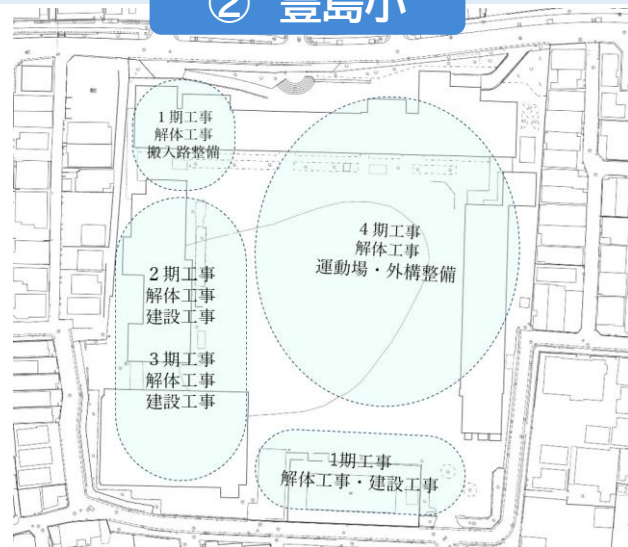 ② 豊島小
1期工事
解体工事
搬入路整備
4期工事
解体工事
運動場・外構整備
2期工事
解体工事
建設工事
3期工事
解体工事
建設工事
1期工事
解体工事・建設工事